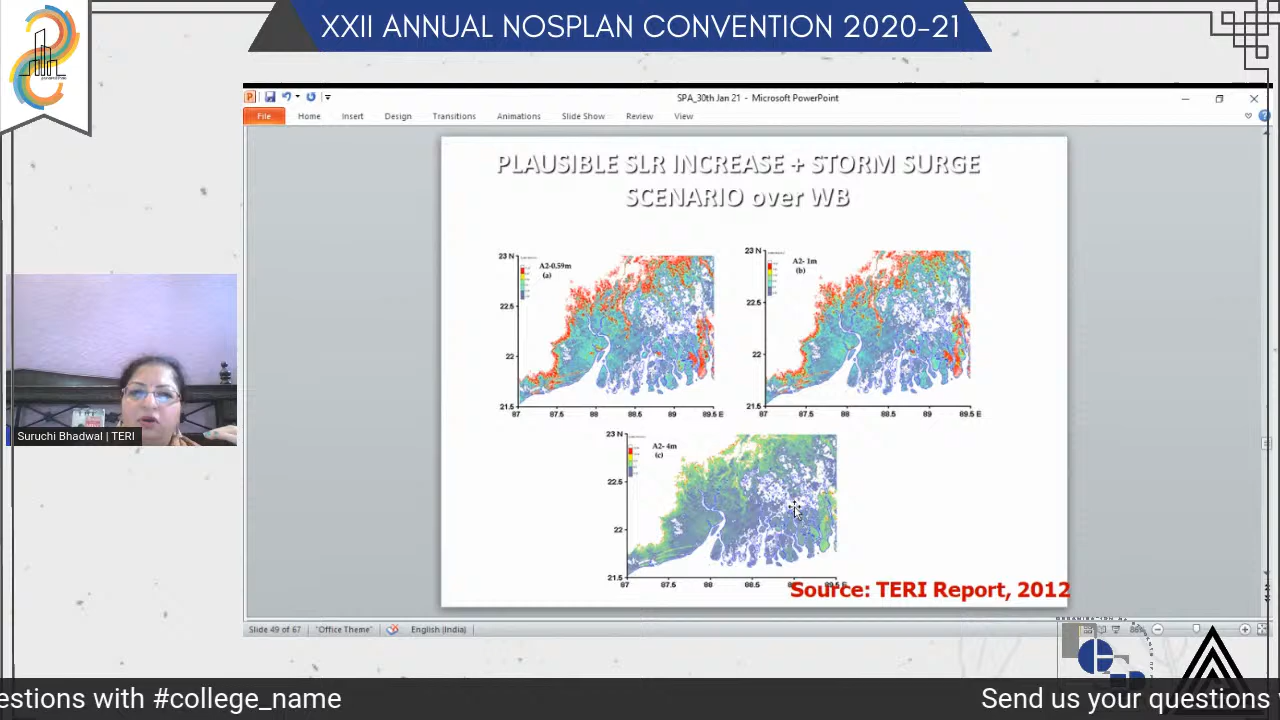 XXII ANNUAL NOSPLAN CONVENTION 2020-21
SPA_30th Jan 21 - Microsoft PowerPoint
File Home Insert Design Transitions Animations Slide Show Review View
PLAUSIBLE SLR INCREASE + STORM SURGE
SCENARIO over WB
23 N
A2-0.59m
(a)
22.5
22
21.5
87 87.5 88 88.5 89 89.5 E
23 N
A2- 1m
(b)
22.5
22
21.5
87 87.5 88 88.5 89 89.5 E
23 N
A2- 4m
(c)
22.5
22
21.5
87 87.5 88 88.5
Source: TERI Report, 2012
Suruchi Bhadwal | TERI
Slide 49 of 67 "Office Theme" English (India)
estions with #college_name
Send us your questions